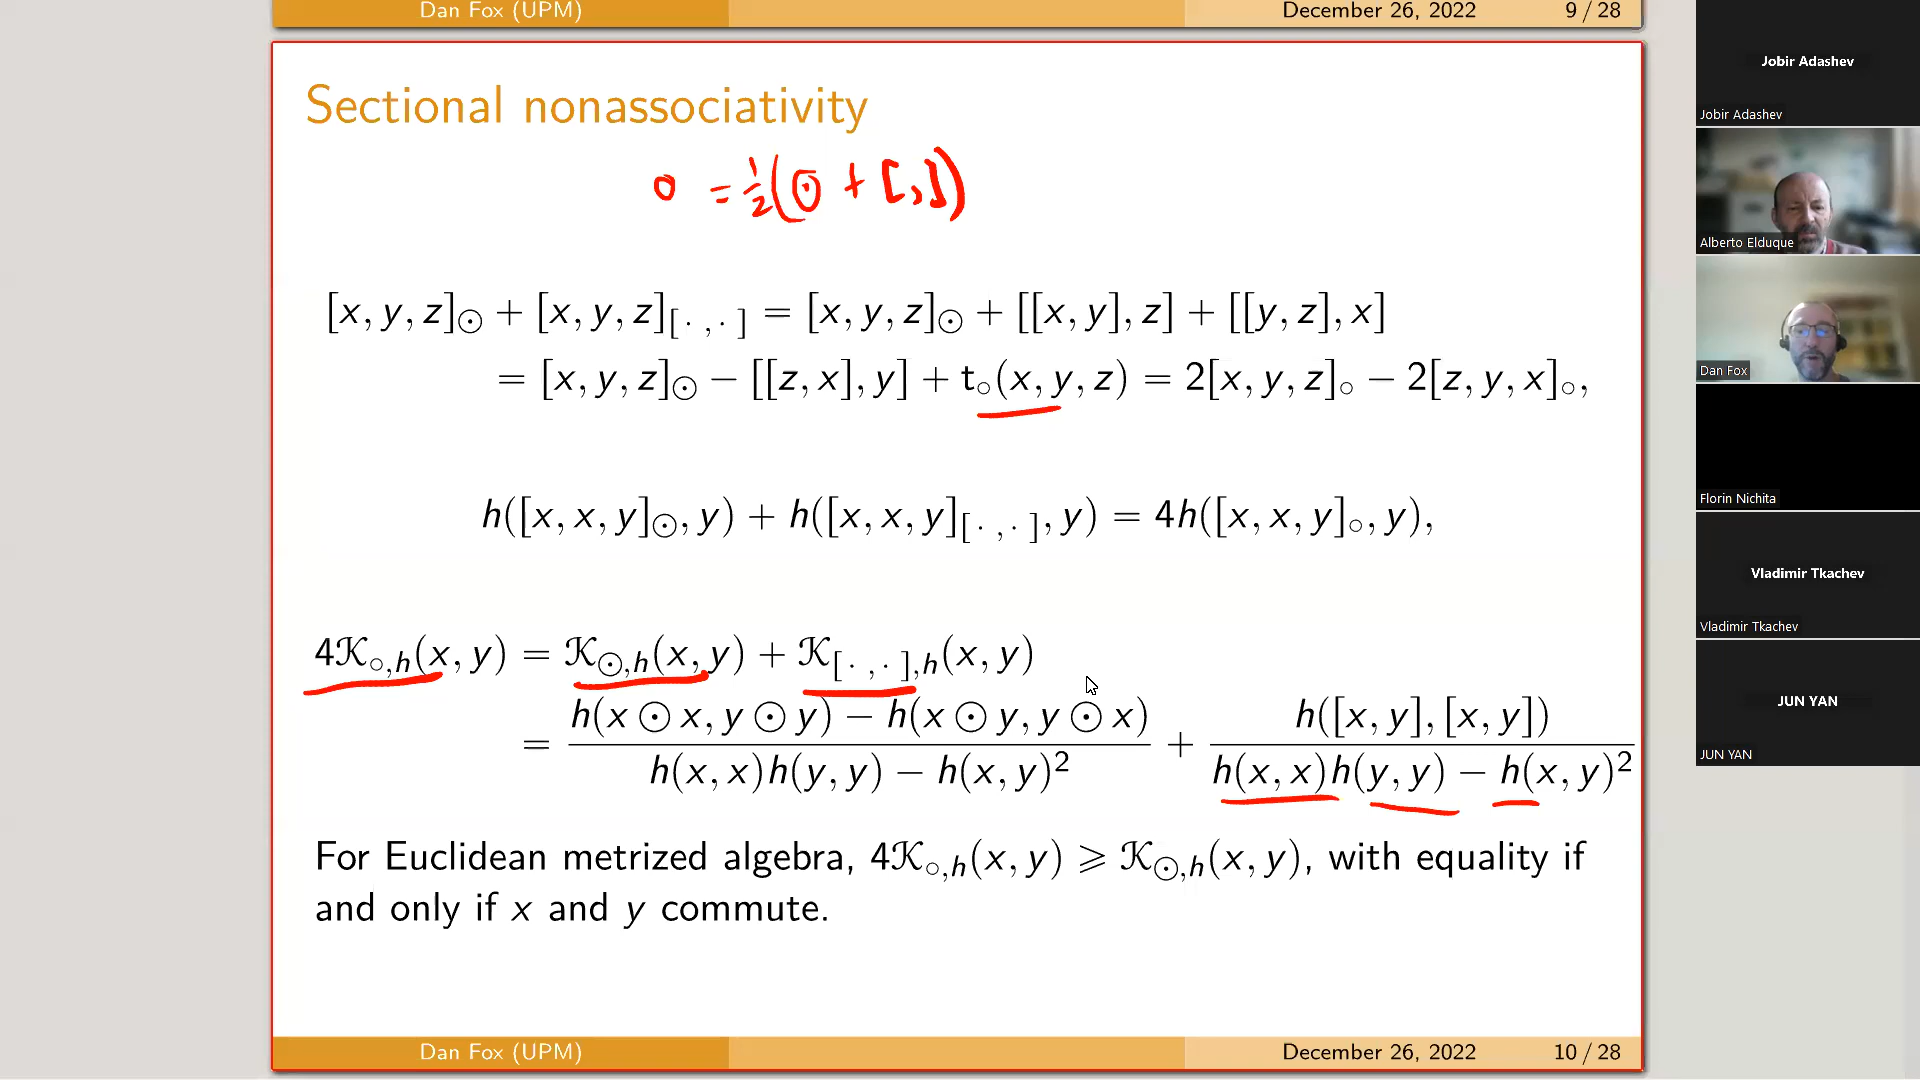 Dan Fox (UPM) December 26, 2022 9 / 28
Sectional nonassociativity
∘ = ½(⊙ + [,])
[x, y, z]⊙ + [x, y, z][·,·] = [x, y, z]⊙ + [[x, y], z] + [[y, z], x]
= [x, y, z]⊙ − [[z, x], y] + t∘(x, y, z) = 2[x, y, z]∘ − 2[z, y, x]∘,
h([x, x, y]⊙, y) + h([x, x, y][·,·], y) = 4h([x, x, y]∘, y),
4𝒦∘,h(x, y) = 𝒦⊙,h(x, y) + 𝒦[·,·],h(x, y)
= h(x ⊙ x, y ⊙ y) − h(x ⊙ y, y ⊙ x) / h(x, x)h(y, y) − h(x, y)² + h([x, y], [x, y]) / h(x, x)h(y, y) − h(x, y)²
For Euclidean metrized algebra, 4𝒦∘,h(x, y) ⩾ 𝒦⊙,h(x, y), with equality if
and only if x and y commute.
Dan Fox (UPM) December 26, 2022 10 / 28
Jobir Adashev
Jobir Adashev
Alberto Elduque
Dan Fox
Florin Nichita
Vladimir Tkachev
Vladimir Tkachev
JUN YAN
JUN YAN